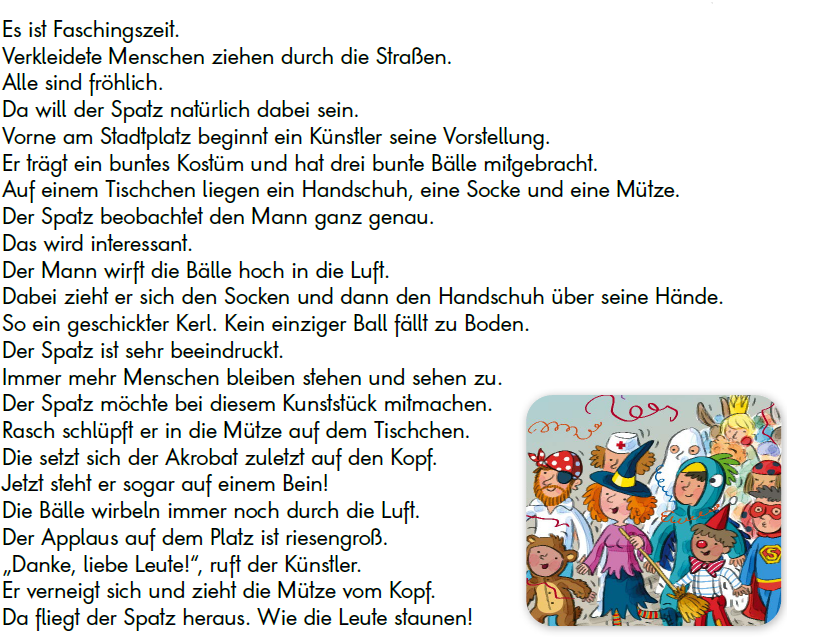 Es ist Faschingszeit.
Verkleidete Menschen ziehen durch die Straßen.
Alle sind fröhlich.
Da will der Spatz natürlich dabei sein.
Vorne am Stadtplatz beginnt ein Künstler seine Vorstellung.
Er trägt ein buntes Kostüm und hat drei bunte Bälle mitgebracht.
Auf einem Tischchen liegen ein Handschuh, eine Socke und eine Mütze.
Der Spatz beobachtet den Mann ganz genau.
Das wird interessant.
Der Mann wirft die Bälle hoch in die Luft.
Dabei zieht er sich den Socken und dann den Handschuh über seine Hände.
So ein geschickter Kerl. Kein einziger Ball fällt zu Boden.
Der Spatz ist sehr beeindruckt.
Immer mehr Menschen bleiben stehen und sehen zu.
Der Spatz möchte bei diesem Kunststück mitmachen.
Rasch schlüpft er in die Mütze auf dem Tischchen.
Die setzt sich der Akrobat zuletzt auf den Kopf.
Jetzt steht er sogar auf einem Bein!
Die Bälle wirbeln immer noch durch die Luft.
Der Applaus auf dem Platz ist riesengroß.
„Danke, liebe Leute!“, ruft der Künstler.
Er verneigt sich und zieht die Mütze vom Kopf.
Da fliegt der Spatz heraus. Wie die Leute staunen!
S